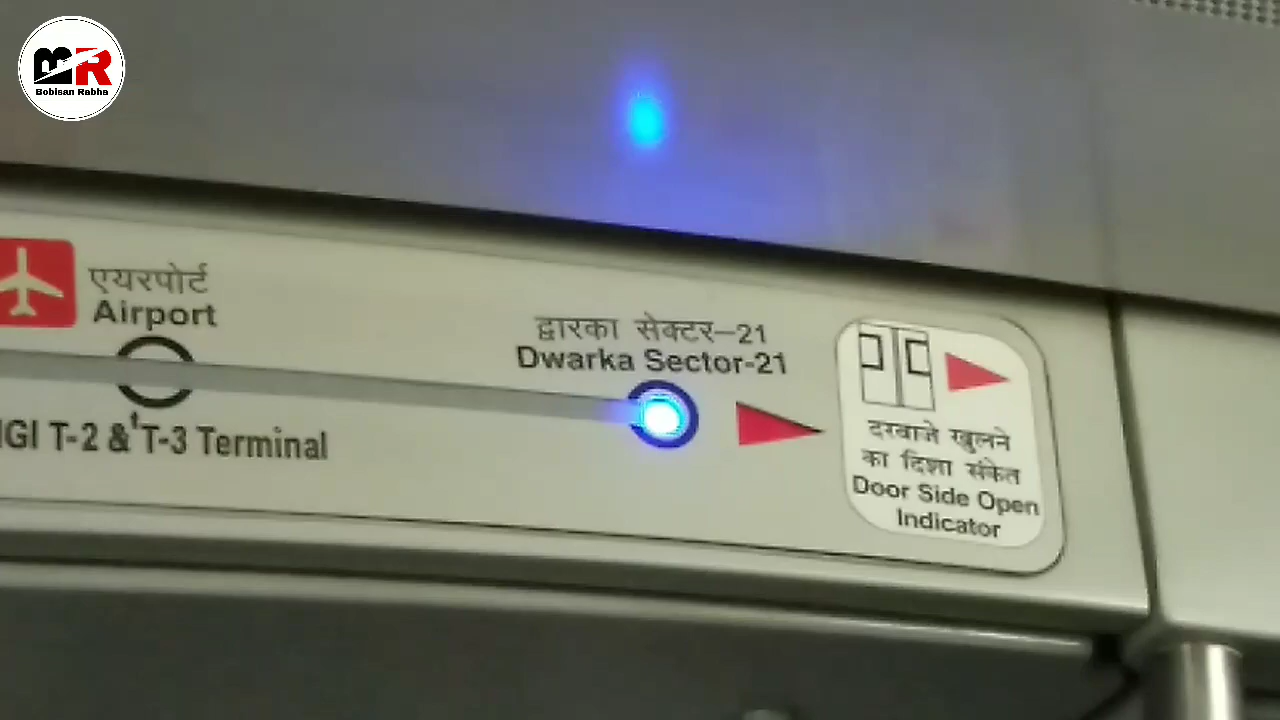 BR
Bobisan Rabha
एयरपोर्ट
Airport
IGI T-2 & T-3 Terminal
द्वारका सेक्टर–21
Dwarka Sector-21
दरवाजे खुलने
का दिशा संकेत
Door Side Open
Indicator